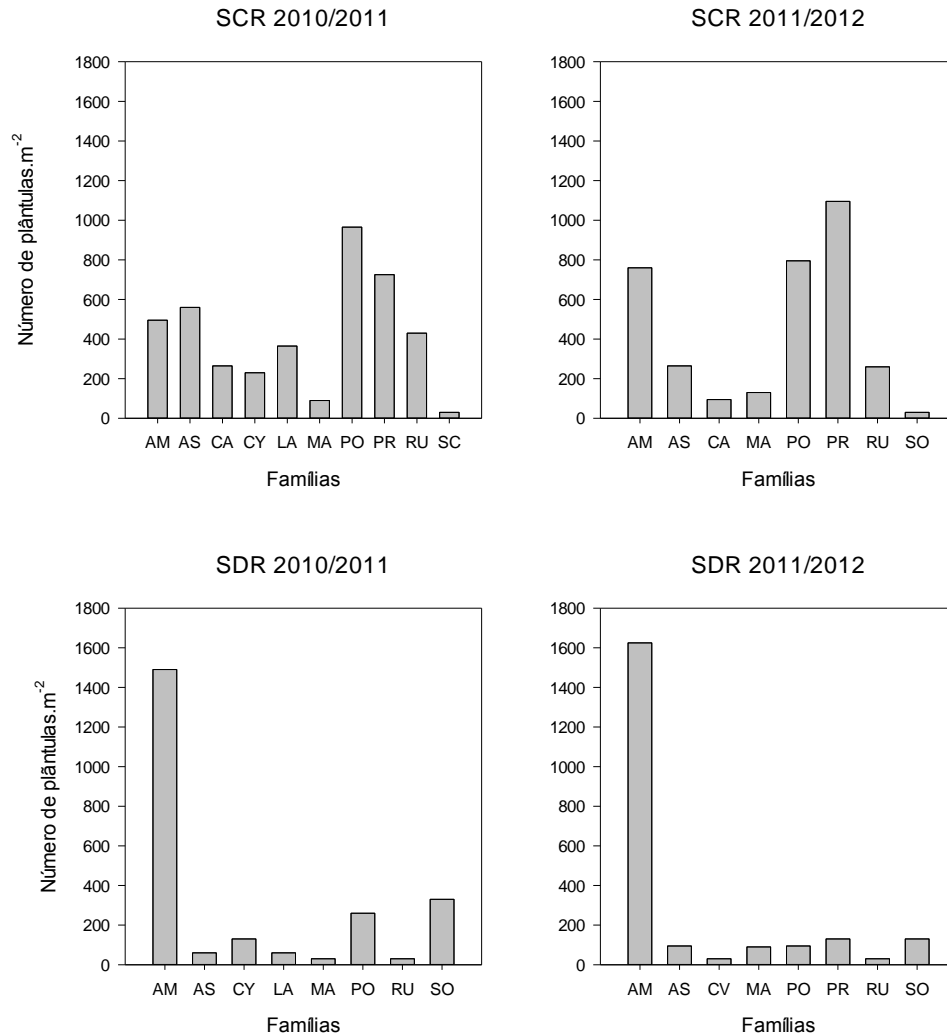 SCR 2010/2011
SCR 2011/2012
Número de plântulas.m-2
1800
1600
1400
1200
1000
800
600
400
200
0
AM AS CA CY LA MA PO PR RU SC
Famílias
1800
1600
1400
1200
1000
800
600
400
200
0
AM AS CA MA PO PR RU SO
Famílias
SDR 2010/2011
SDR 2011/2012
Número de plântulas.m-2
1800
1600
1400
1200
1000
800
600
400
200
0
AM AS CY LA MA PO RU SO
Famílias
1800
1600
1400
1200
1000
800
600
400
200
0
AM AS CV MA PO PR RU SO
Famílias